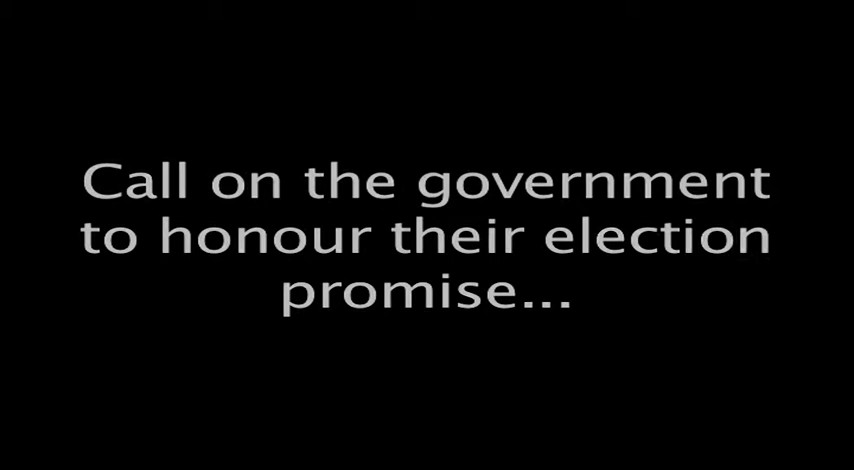 Call on the government
to honour their election
promise...